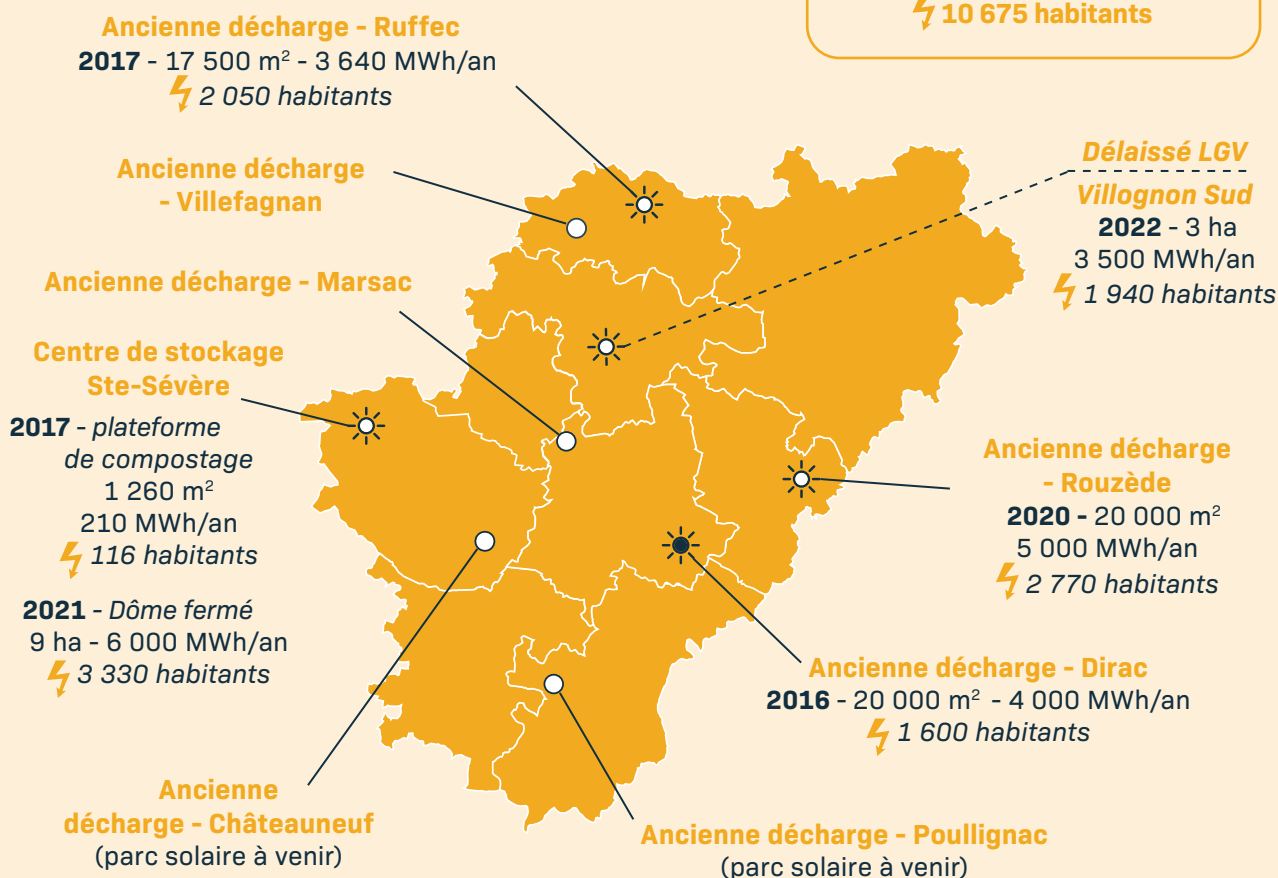 10 675 habitants
Ancienne décharge - Ruffec
2017 - 17 500 m² - 3 640 MWh/an
2 050 habitants
Ancienne décharge
- Villefagnan
Délaissé LGV
Villognon Sud
2022 - 3 ha
3 500 MWh/an
1 940 habitants
Ancienne décharge - Marsac
Centre de stockage
Ste-Sévère
2017 - plateforme
de compostage
1 260 m²
210 MWh/an
116 habitants
2021 - Dôme fermé
9 ha - 6 000 MWh/an
3 330 habitants
Ancienne décharge
- Rouzède
2020 - 20 000 m²
5 000 MWh/an
2 770 habitants
Ancienne décharge - Dirac
2016 - 20 000 m² - 4 000 MWh/an
1 600 habitants
Ancienne
décharge - Châteauneuf
(parc solaire à venir)
Ancienne décharge - Poullignac
(parc solaire à venir)